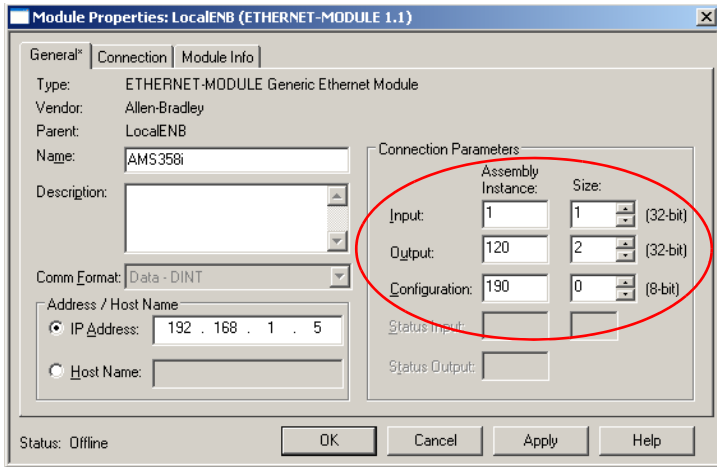 Module Properties: LocalENB (ETHERNET-MODULE 1.1)
General* Connection Module Info
Type: ETHERNET-MODULE Generic Ethernet Module
Vendor: Allen-Bradley
Parent: LocalENB
Name: AMS358i
Description:
Comm Format: Data - DINT
Address / Host Name
IP Address: 192 . 168 . 1 . 5
Host Name:
Connection Parameters
Assembly
Instance: Size:
Input: 1 1 (32-bit)
Output: 120 2 (32-bit)
Configuration: 190 0 (8-bit)
Status Input:
Status Output:
Status: Offline OK Cancel Apply Help